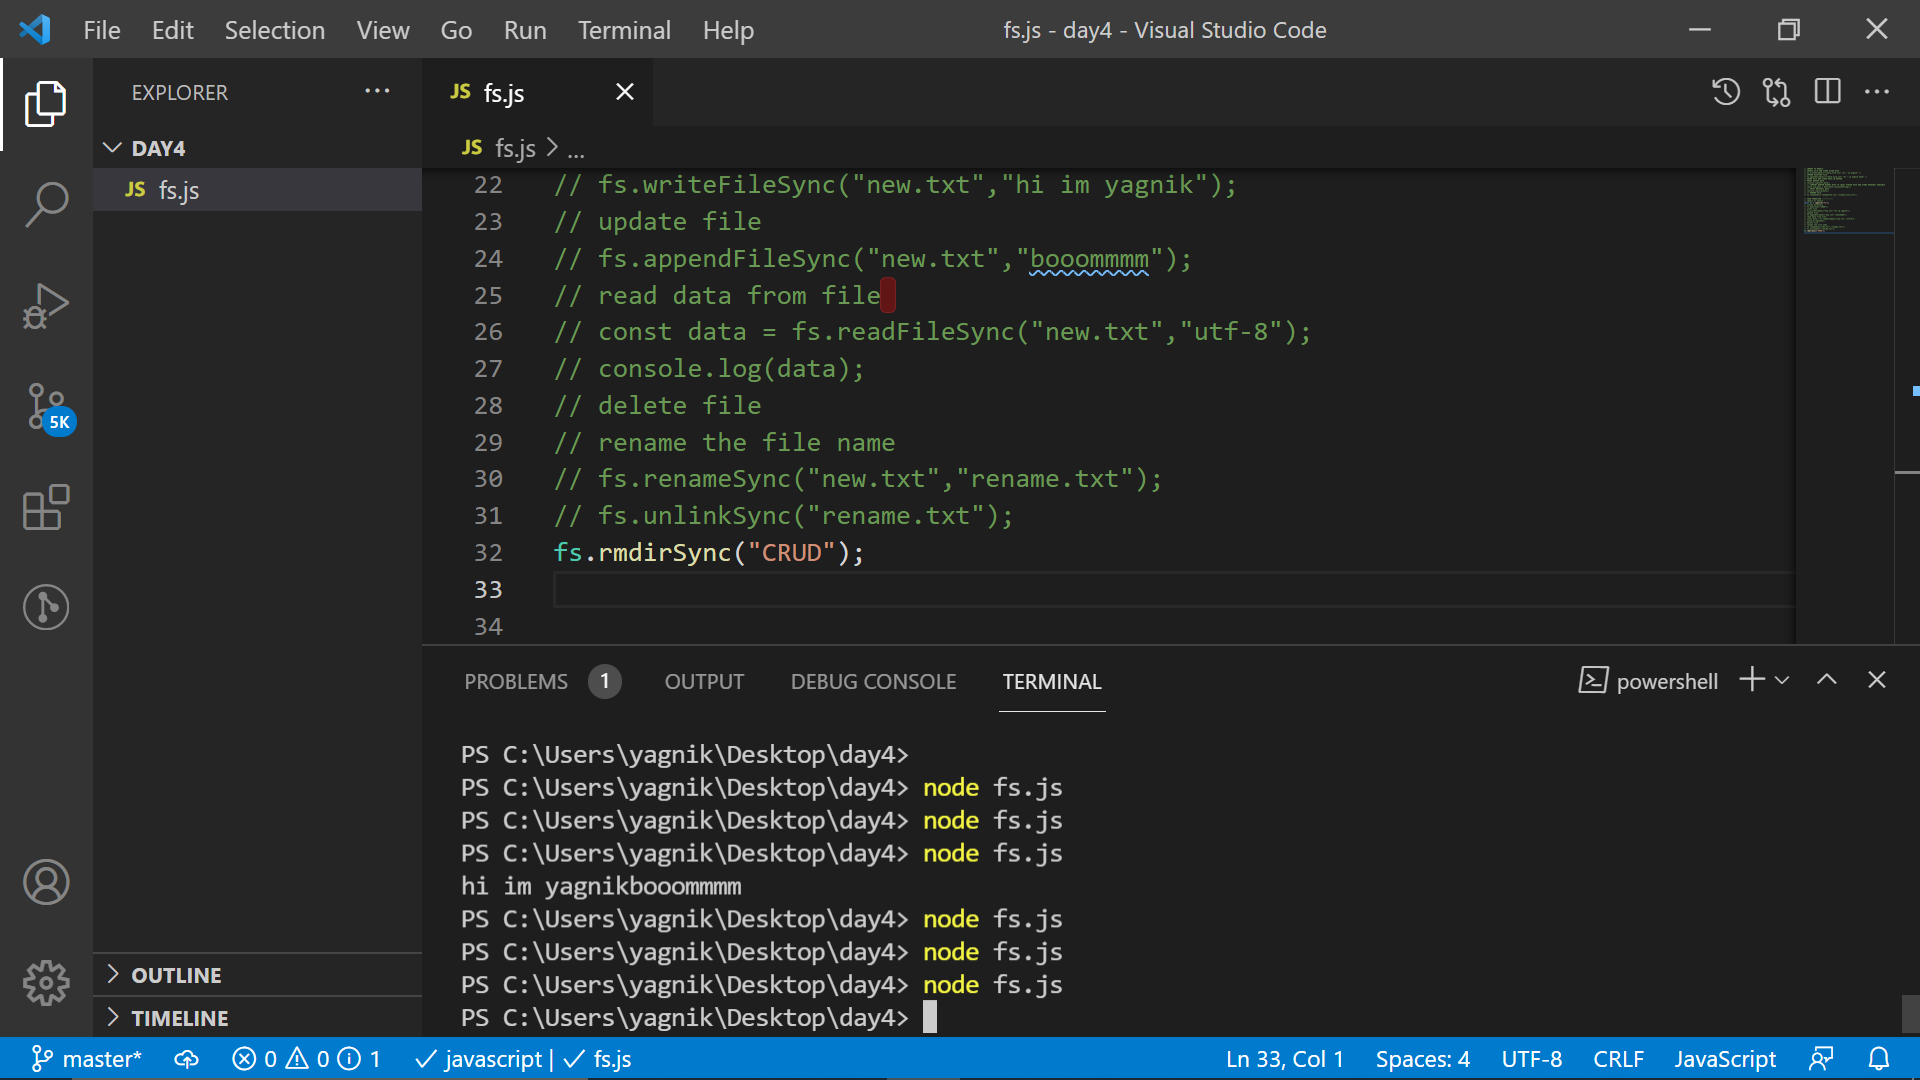 File Edit Selection View Go Run Terminal Help fs.js - day4 - Visual Studio Code
EXPLORER
DAY4
JS fs.js
5K
OUTLINE
TIMELINE
JS fs.js
JS fs.js > ...
22 // fs.writeFileSync("new.txt","hi im yagnik");
23 // update file
24 // fs.appendFileSync("new.txt","booommmm");
25 // read data from file
26 // const data = fs.readFileSync("new.txt","utf-8");
27 // console.log(data);
28 // delete file
29 // rename the file name
30 // fs.renameSync("new.txt","rename.txt");
31 // fs.unlinkSync("rename.txt");
32 fs.rmdirSync("CRUD");
33
34
PROBLEMS 1 OUTPUT DEBUG CONSOLE TERMINAL powershell
PS C:\Users\yagnik\Desktop\day4>
PS C:\Users\yagnik\Desktop\day4> node fs.js
PS C:\Users\yagnik\Desktop\day4> node fs.js
PS C:\Users\yagnik\Desktop\day4> node fs.js
hi im yagnikbooommmm
PS C:\Users\yagnik\Desktop\day4> node fs.js
PS C:\Users\yagnik\Desktop\day4> node fs.js
PS C:\Users\yagnik\Desktop\day4> node fs.js
PS C:\Users\yagnik\Desktop\day4>
master* 0 0 1 javascript | fs.js Ln 33, Col 1 Spaces: 4 UTF-8 CRLF JavaScript